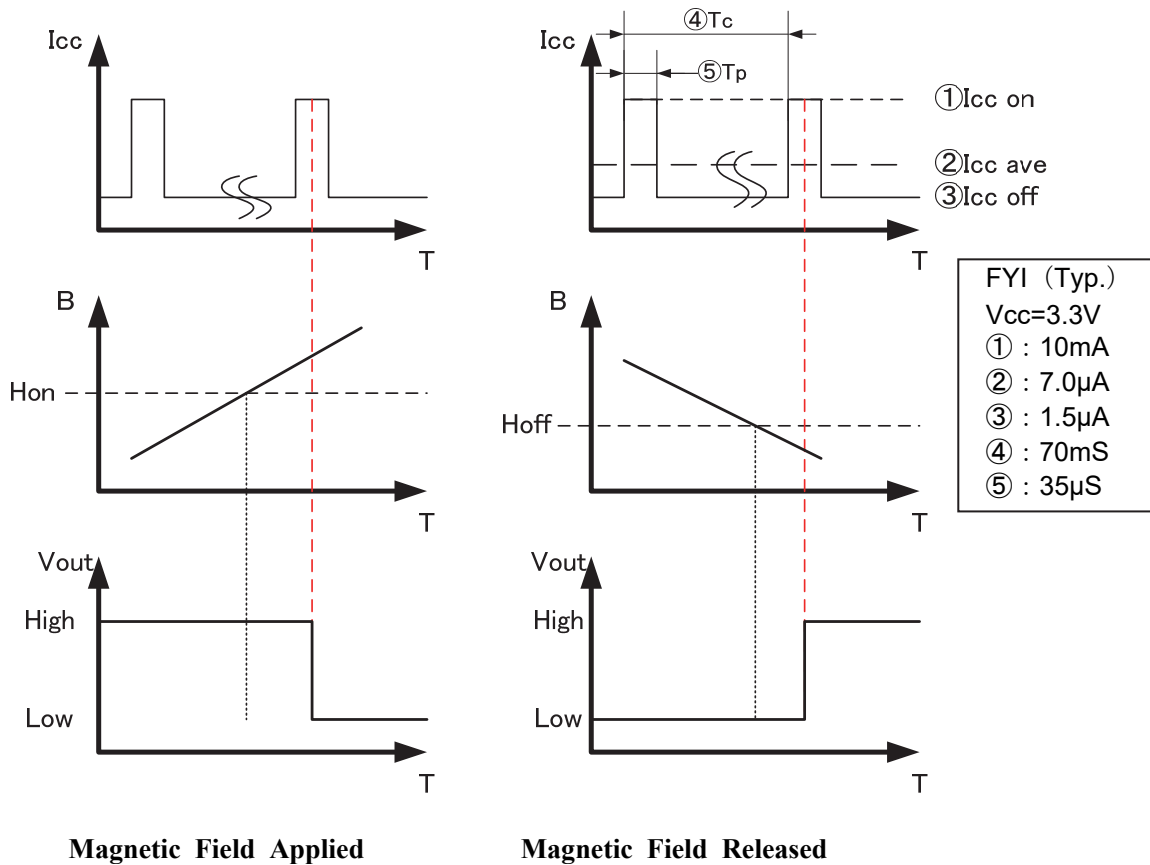 Icc
T
B
Hon
T
Vout
High
Low
T
Magnetic Field Applied
④Tc
Icc
⑤Tp
①Icc on
②Icc ave
③Icc off
T
B
Hoff
T
Vout
High
Low
T
Magnetic Field Released
FYI (Typ.)
Vcc=3.3V
①：10mA
②：7.0µA
③：1.5µA
④：70mS
⑤：35µS